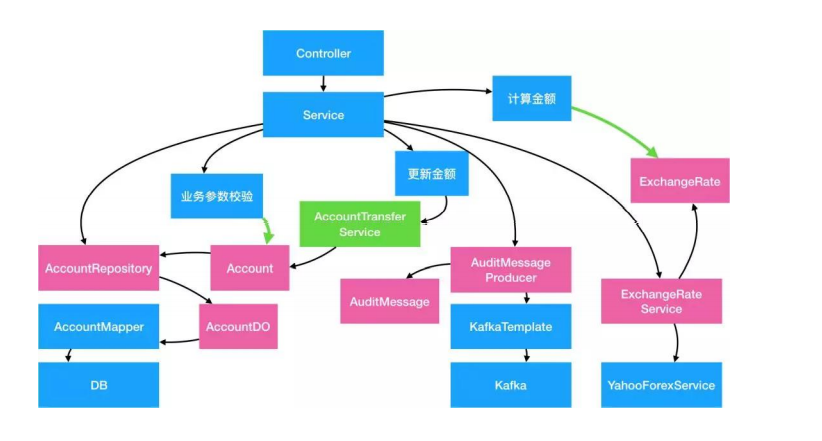 Controller
Service
计算金额
更新金额
业务参数校验
ExchangeRate
AccountTransfer
Service
AccountRepository
Account
AuditMessage
Producer
AuditMessage
ExchangeRate
Service
AccountMapper
AccountDO
KafkaTemplate
DB
Kafka
YahooForexService